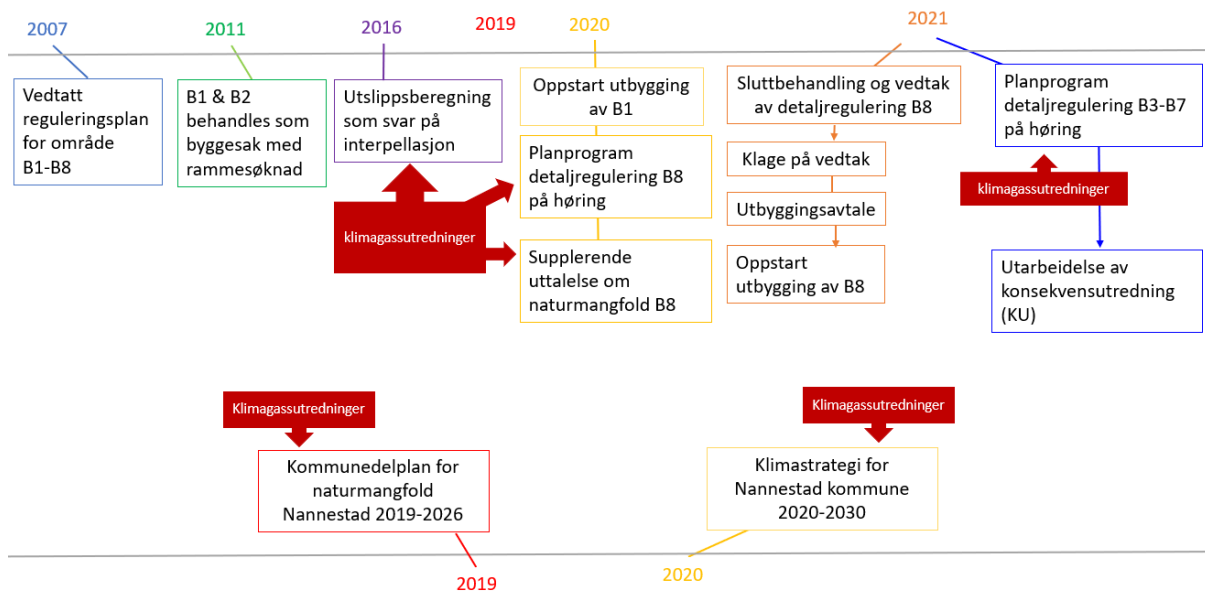 2007
2011
2016
2019
2020
2021
Vedtatt
reguleringsplan
for område
B1-B8
B1 & B2
behandles som
byggesak med
rammesøknad
Utslippsberegning
som svar på
interpellasjon
klimagassutredninger
Oppstart utbygging
av B1
Planprogram
detaljregulering B8
på høring
Supplerende
uttalelse om
naturmangfold B8
Sluttbehandling og vedtak
av detaljregulering B8
Klage på vedtak
Utbyggingsavtale
Oppstart
utbygging av B8
Planprogram
detaljregulering B3-B7
på høring
klimagassutredninger
Utarbeidelse av
konsekvensutredning
(KU)
Klimagassutredninger
Kommunedelplan for
naturmangfold
Nannestad 2019-2026
Klimagassutredninger
Klimastrategi for
Nannestad kommune
2020-2030
2019
2020